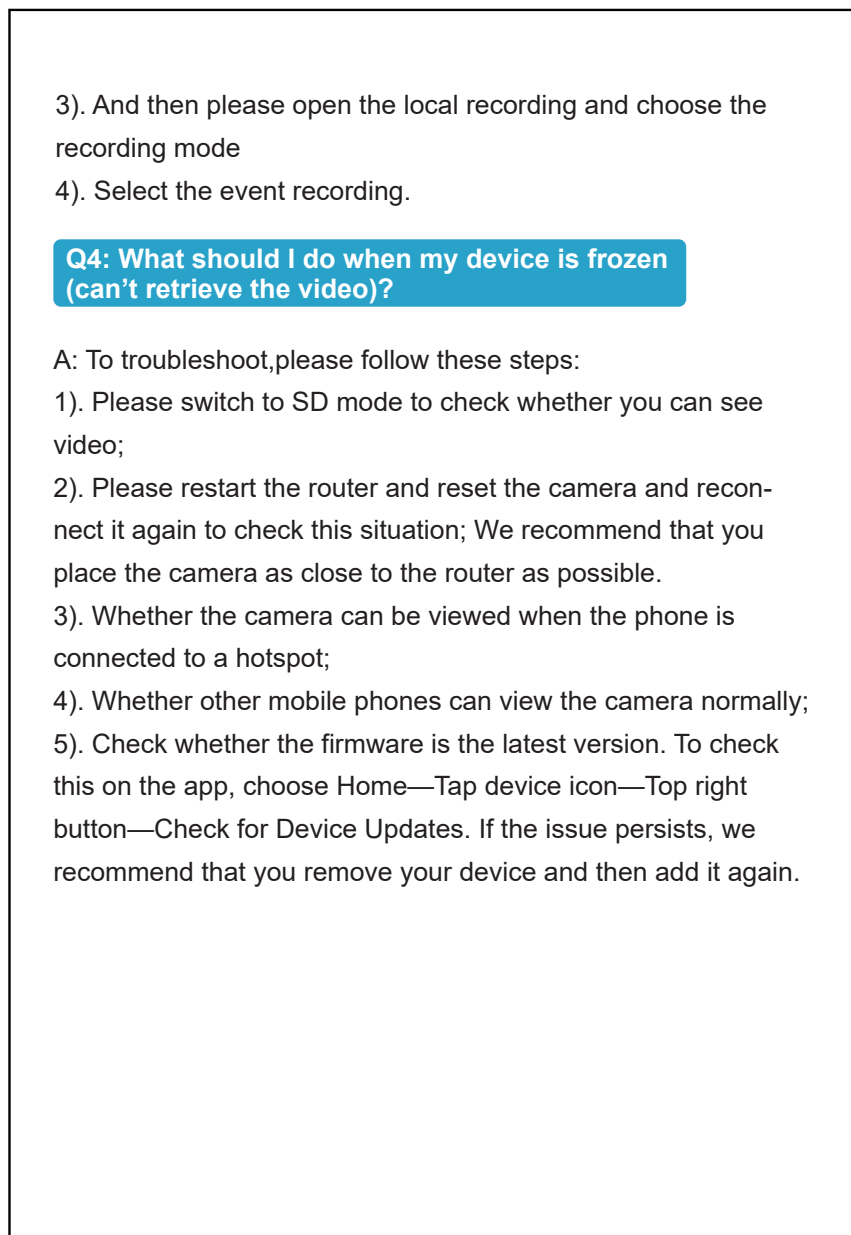 3). And then please open the local recording and choose the
recording mode
4). Select the event recording.
Q4: What should I do when my device is frozen
(can’t retrieve the video)?
A: To troubleshoot,please follow these steps:
1). Please switch to SD mode to check whether you can see
video;
2). Please restart the router and reset the camera and recon-
nect it again to check this situation; We recommend that you
place the camera as close to the router as possible.
3). Whether the camera can be viewed when the phone is
connected to a hotspot;
4). Whether other mobile phones can view the camera normally;
5). Check whether the firmware is the latest version. To check
this on the app, choose Home—Tap device icon—Top right
button—Check for Device Updates. If the issue persists, we
recommend that you remove your device and then add it again.